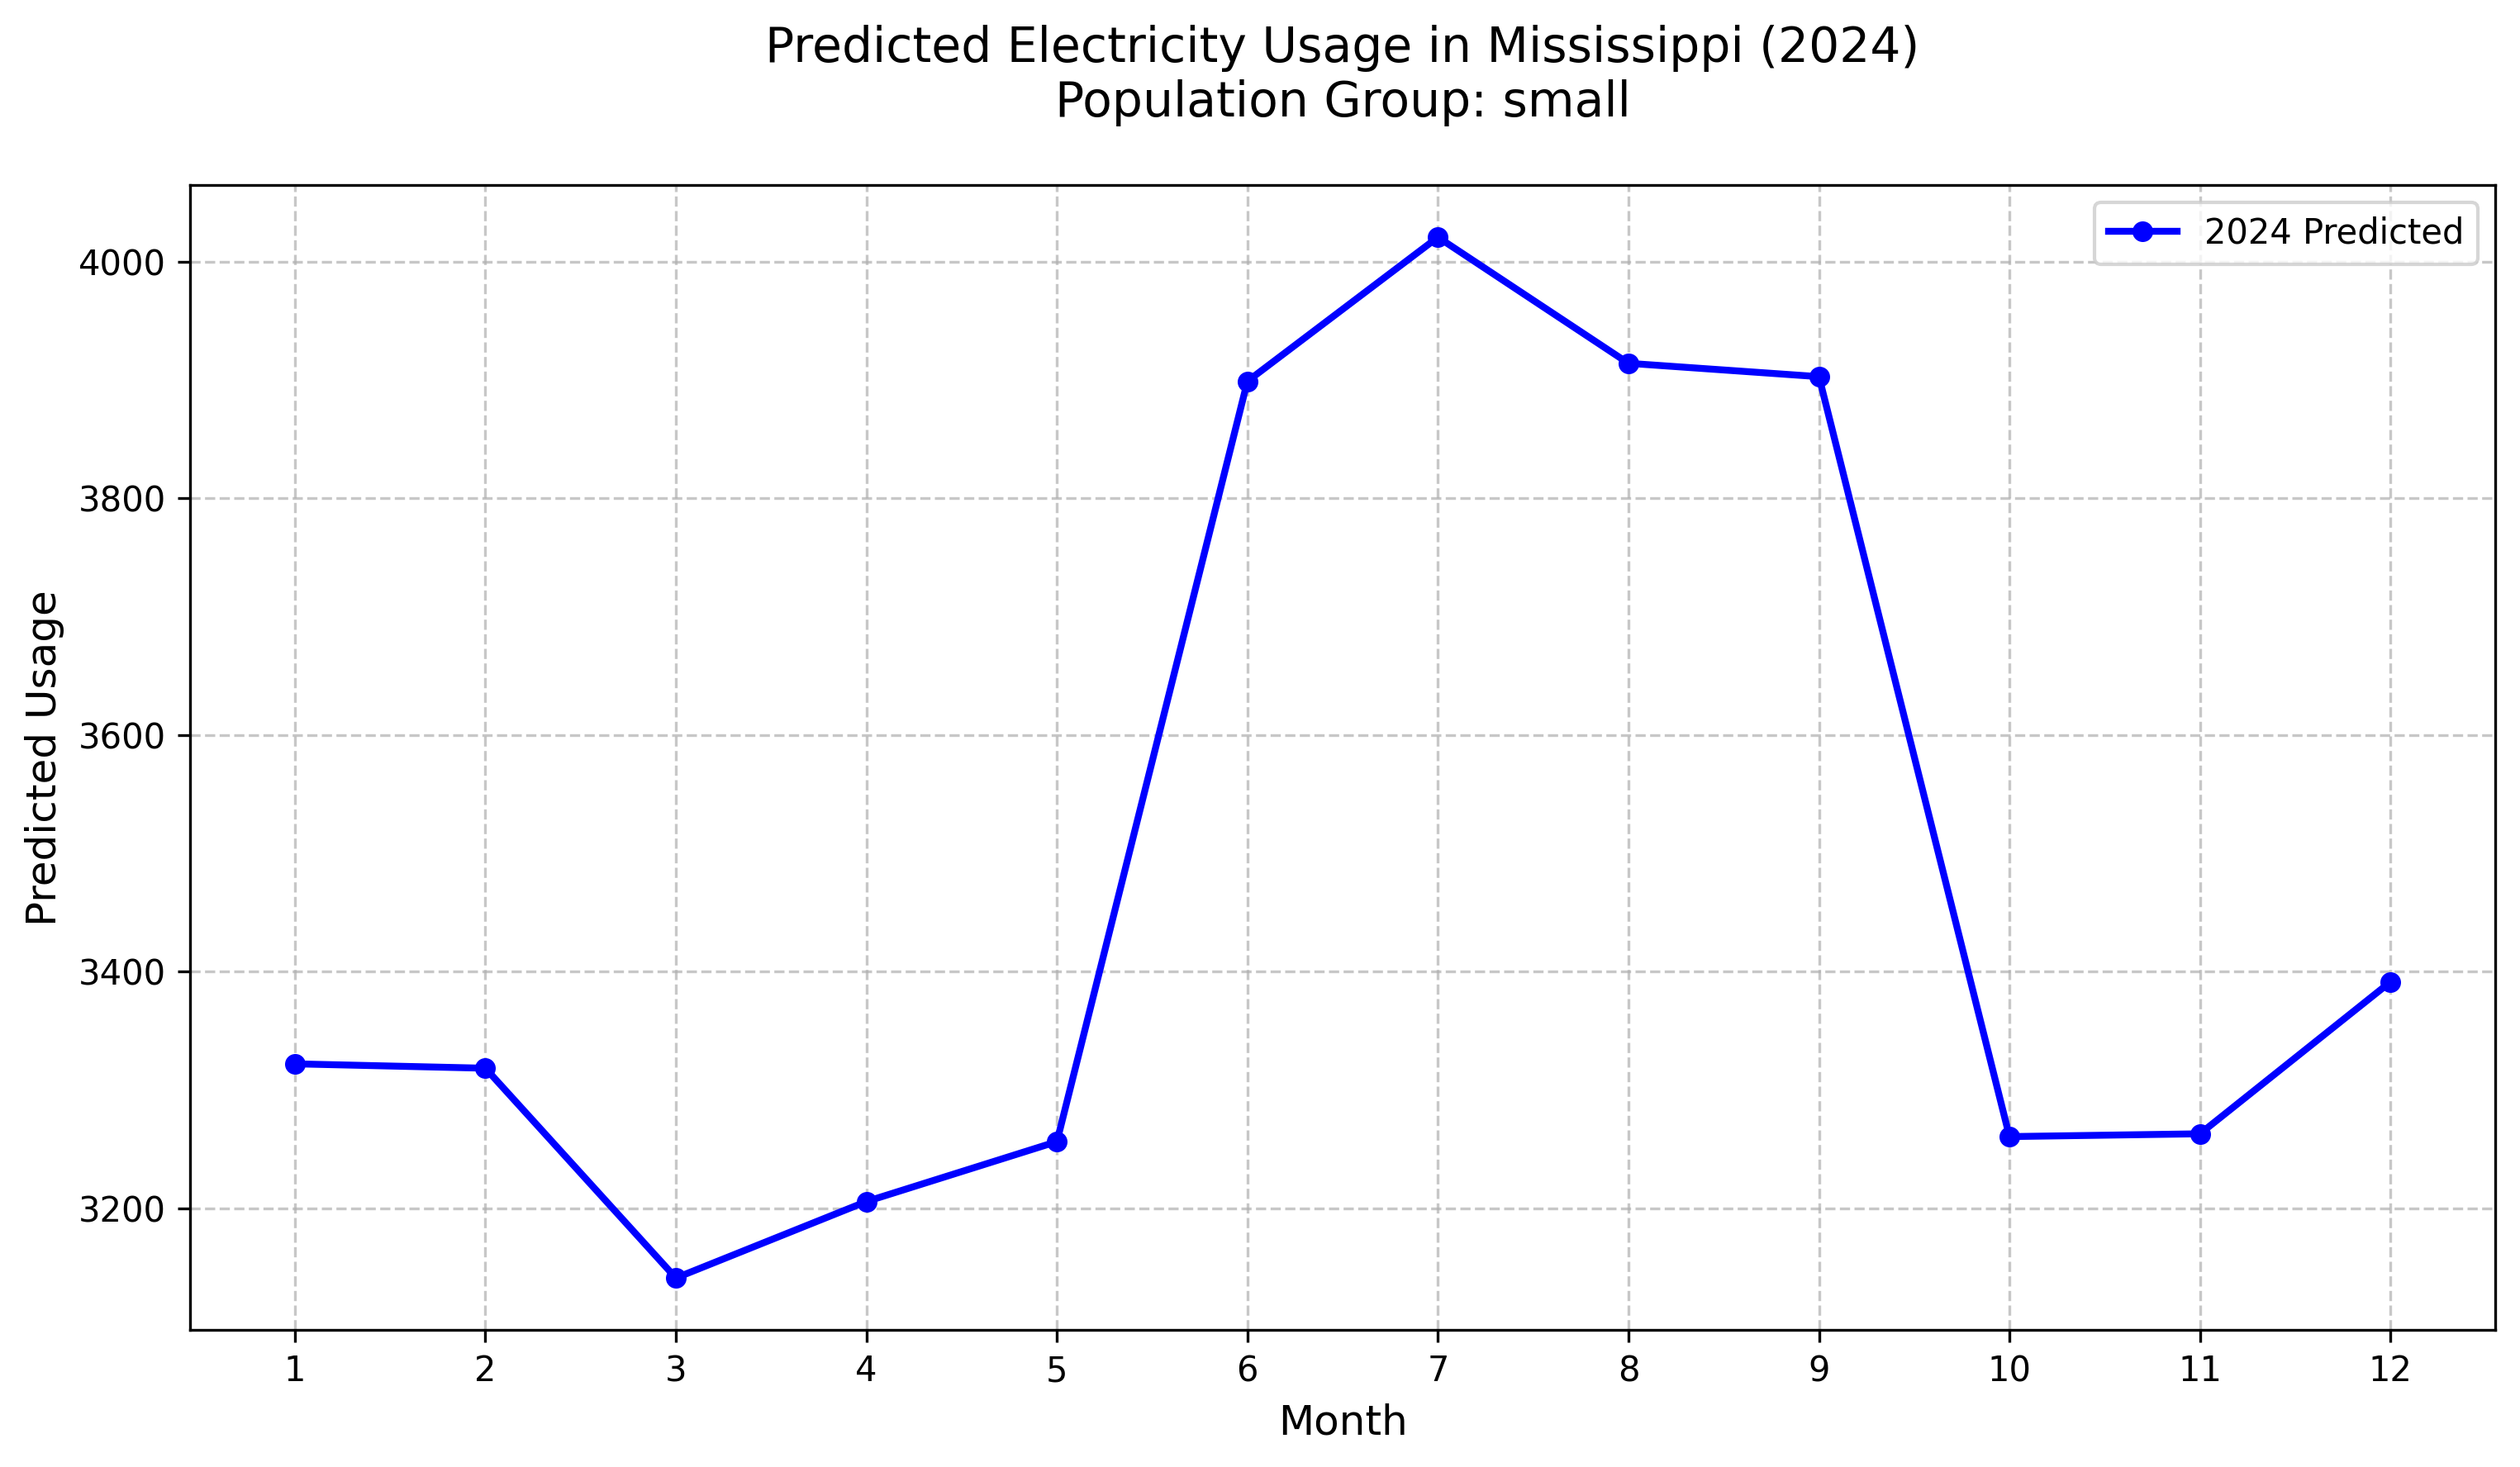 Predicted Electricity Usage in Mississippi (2024)
Population Group: small
2024 Predicted
4000
3800
3600
3400
3200
Predicted Usage
1 2 3 4 5 6 7 8 9 10 11 12
Month